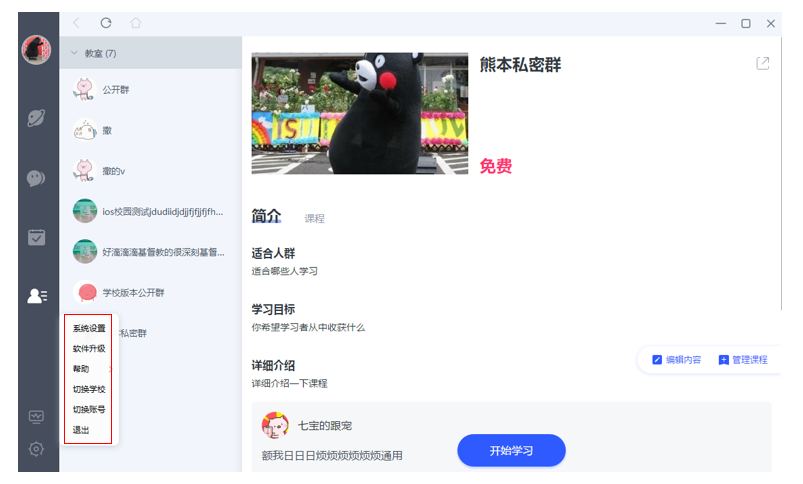 教室 (7)
公开群
撒
撒的v
ios校园测试jdudiidjdjjfjfjjfjfh...
好滴滴滴基督教的很深刻基督...
学校版本公开群
本私密群
系统设置
软件升级
帮助
切换学校
切换账号
退出
熊本私密群
免费
简介
课程
适合人群
适合哪些人学习
学习目标
你希望学习者从中收获什么
详细介绍
详细介绍一下课程
编辑内容
管理课程
七宝的跟宠
额我日日日烦烦烦烦烦烦通用
开始学习